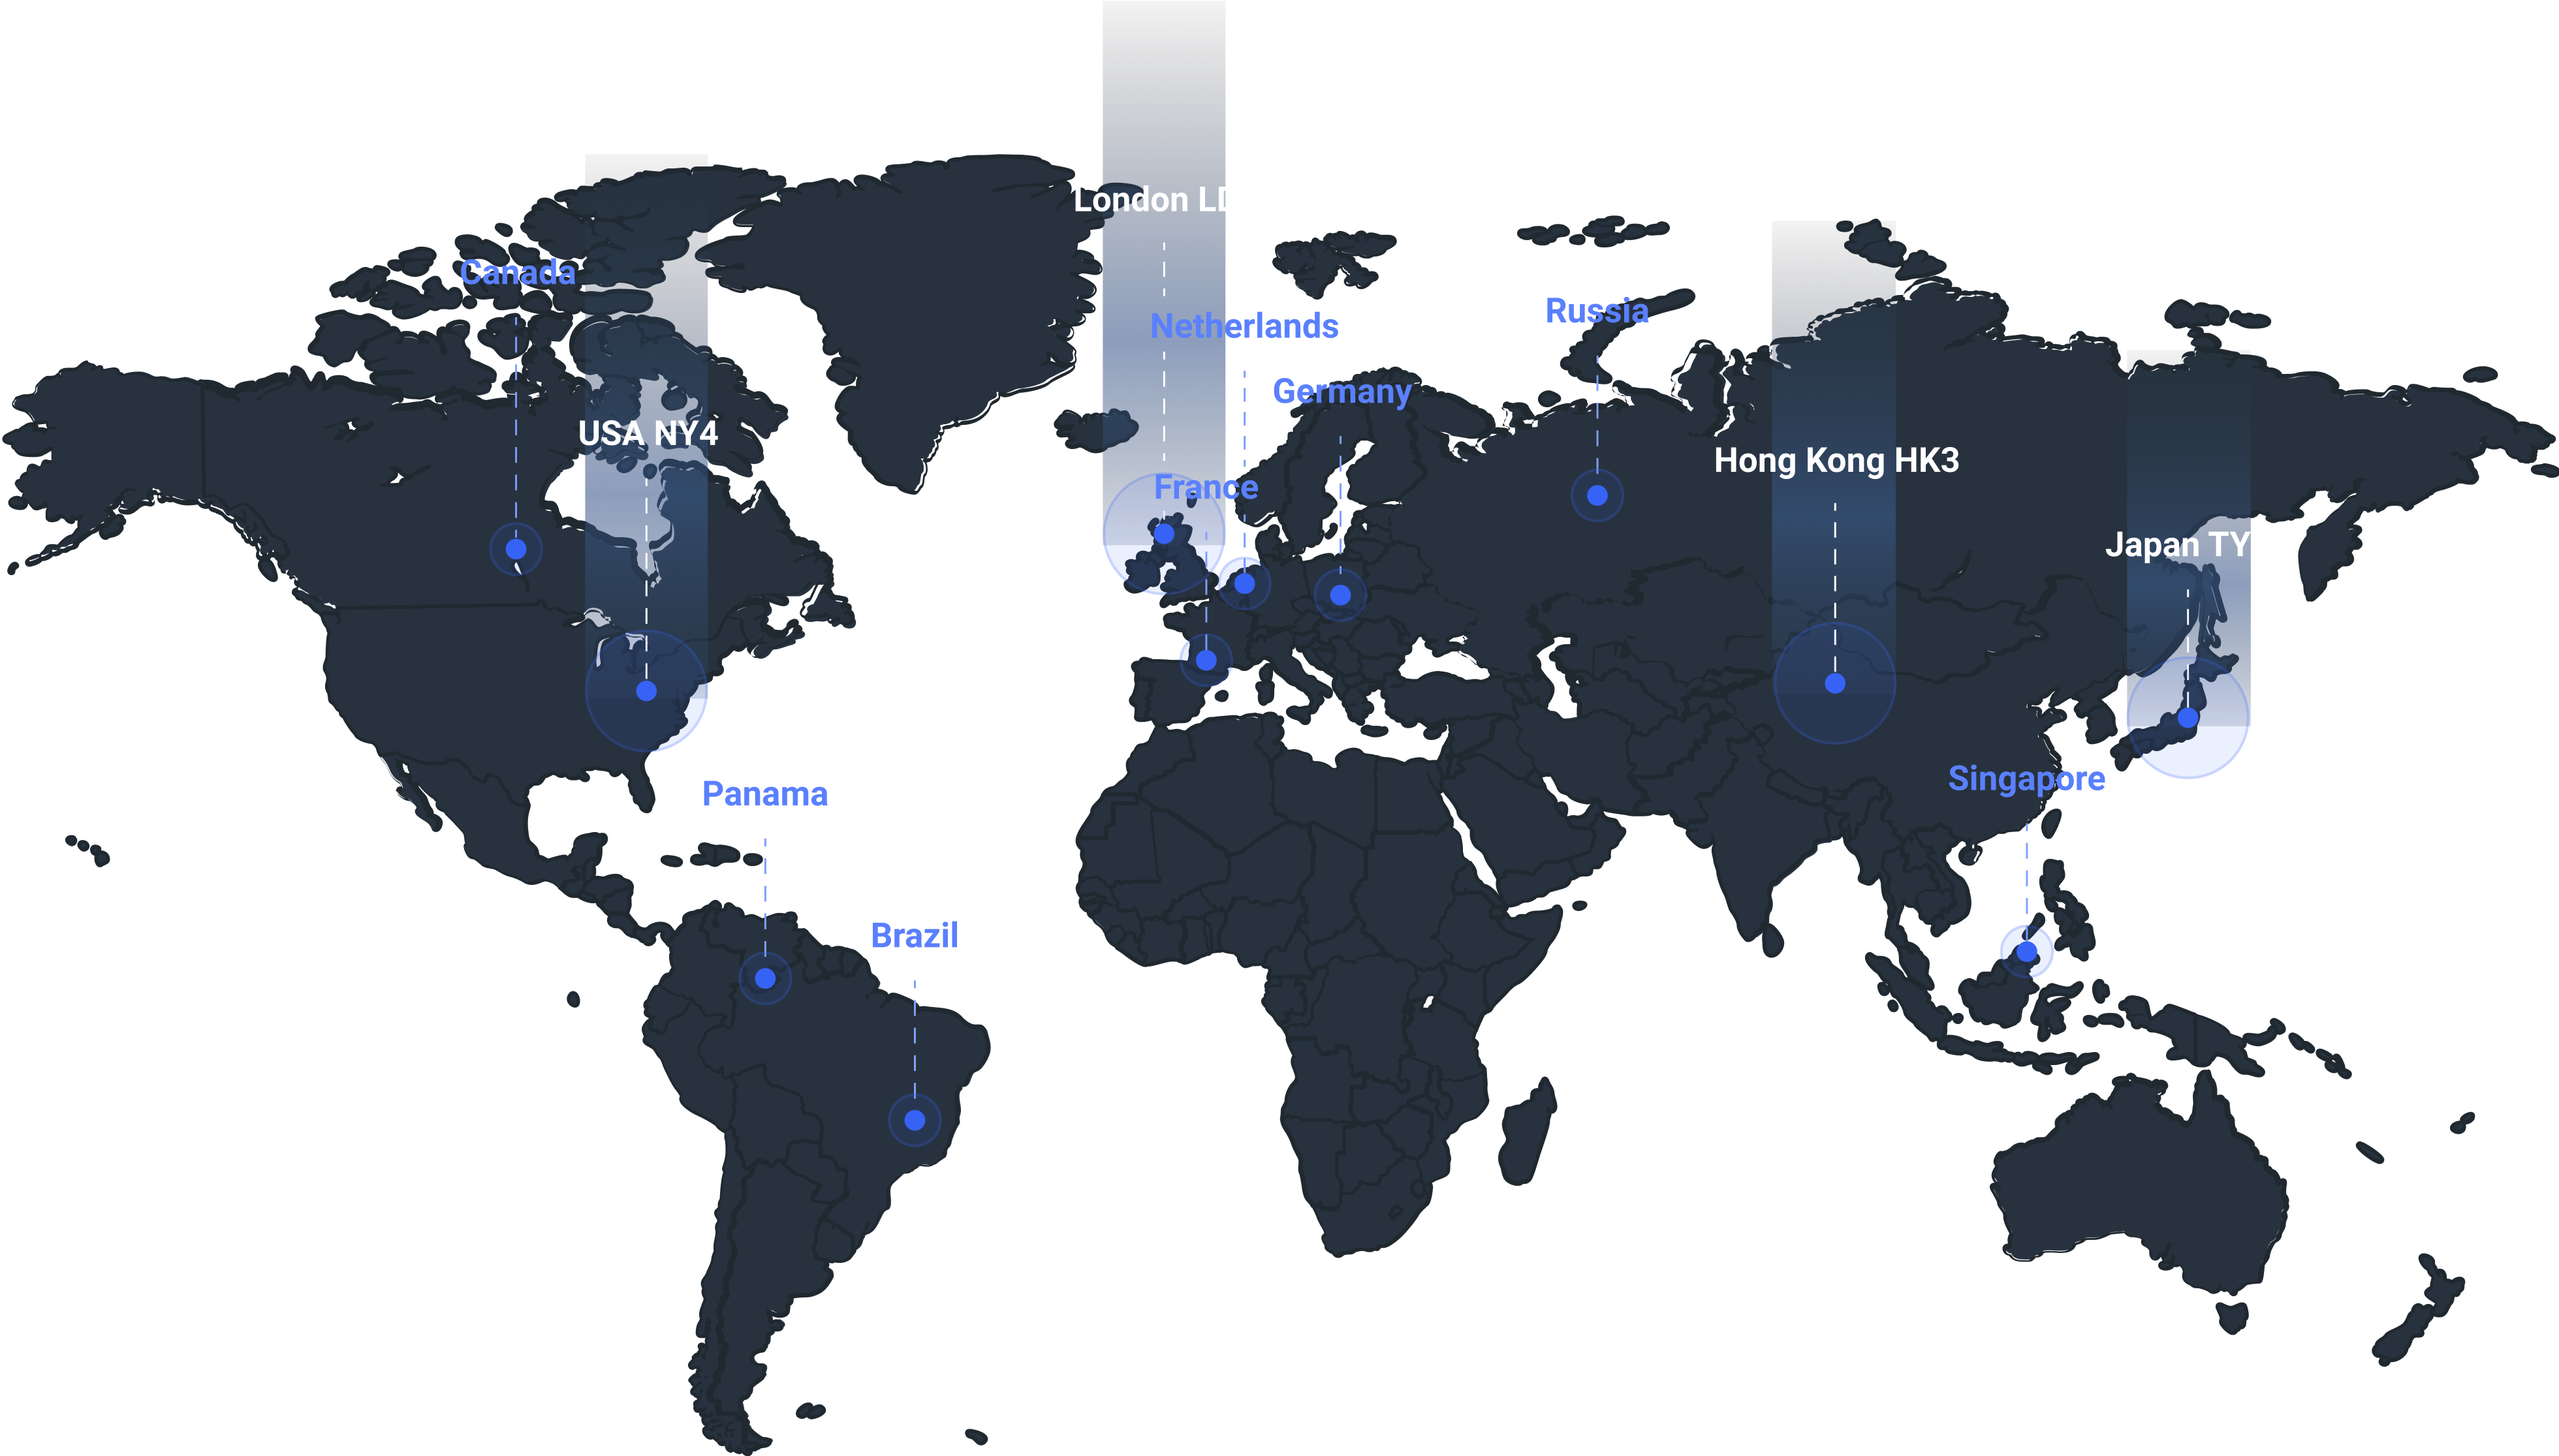 London LD
Canada
Russia
Netherlands
Germany
USA NY4
Hong Kong HK3
France
Japan TY
Singapore
Panama
Brazil